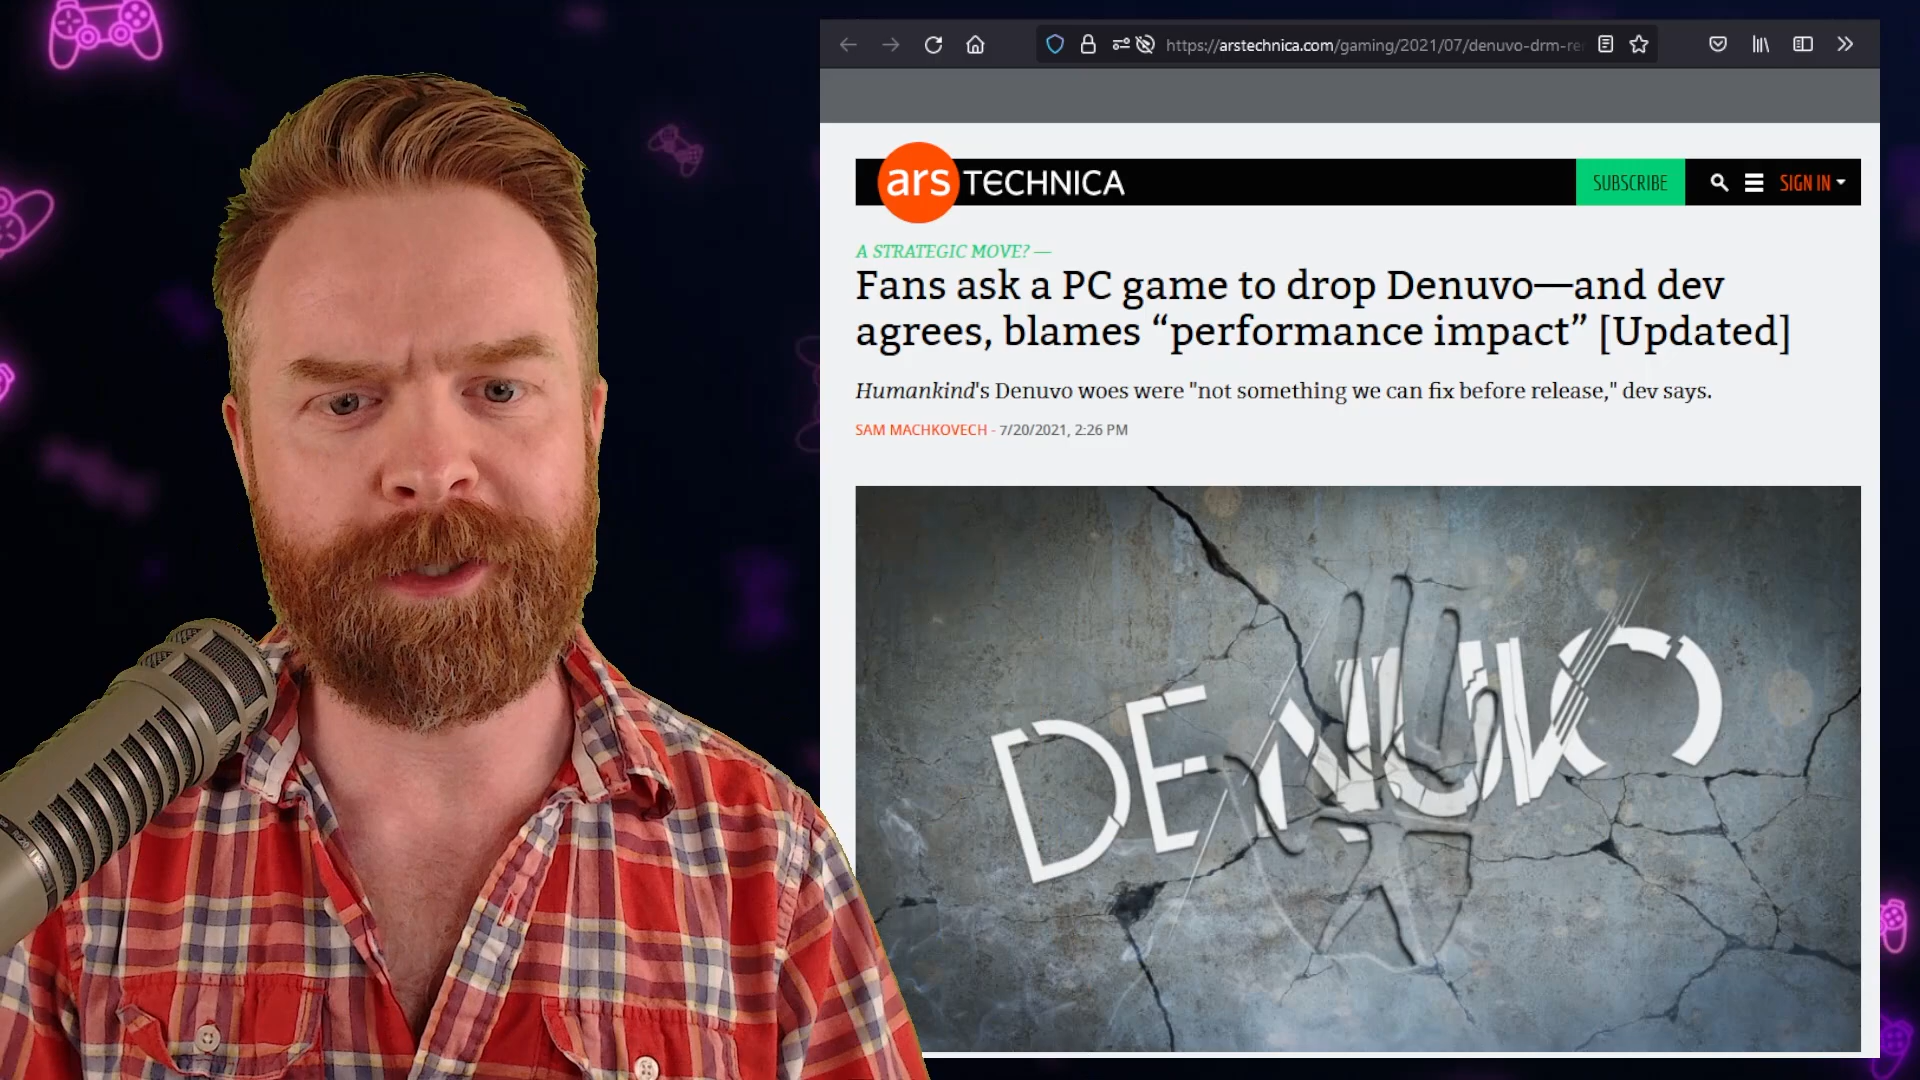 https://arstechnica.com/gaming/2021/07/denuvo-drm-re
ars TECHNICA
SUBSCRIBE
SIGN IN
A STRATEGIC MOVE? —
Fans ask a PC game to drop Denuvo—and dev
agrees, blames “performance impact” [Updated]
Humankind's Denuvo woes were "not something we can fix before release," dev says.
SAM MACHKOVECH - 7/20/2021, 2:26 PM
DENUVO